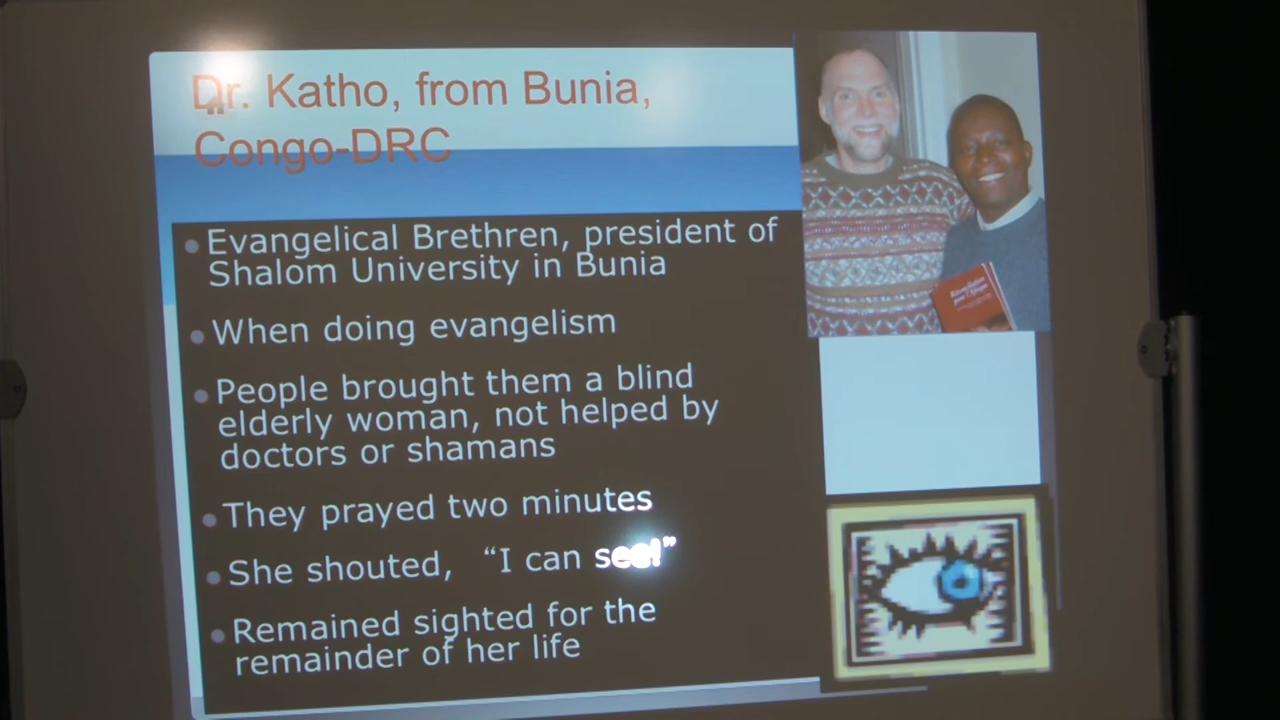 Dr. Katho, from Bunia,
Congo-DRC
Evangelical Brethren, president of
Shalom University in Bunia
When doing evangelism
People brought them a blind
elderly woman, not helped by
doctors or shamans
They prayed two minutes
She shouted, “I can see!”
Remained sighted for the
remainder of her life